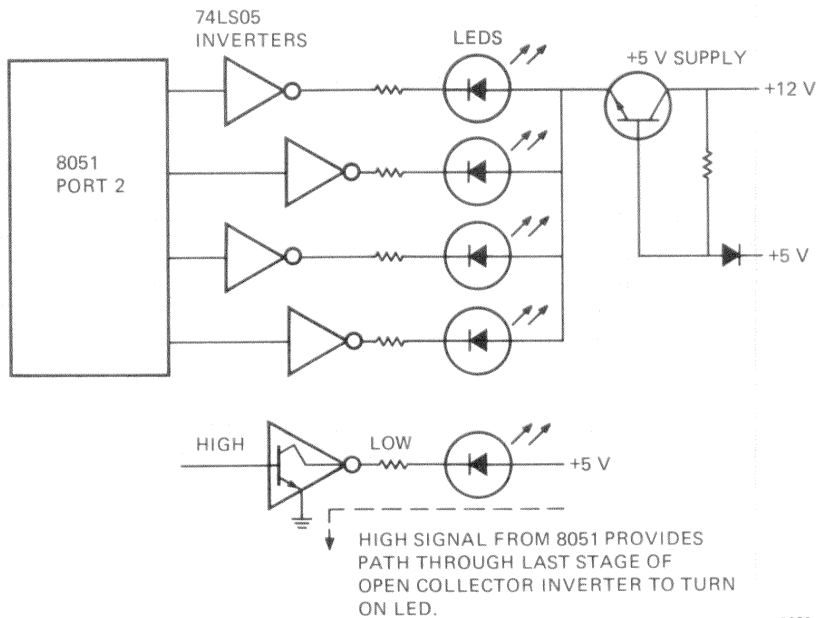 74LS05
INVERTERS
LEDS
+5 V SUPPLY
+12 V
8051
PORT 2
+5 V
HIGH
LOW
+5 V
HIGH SIGNAL FROM 8051 PROVIDES
PATH THROUGH LAST STAGE OF
OPEN COLLECTOR INVERTER TO TURN
ON LED.